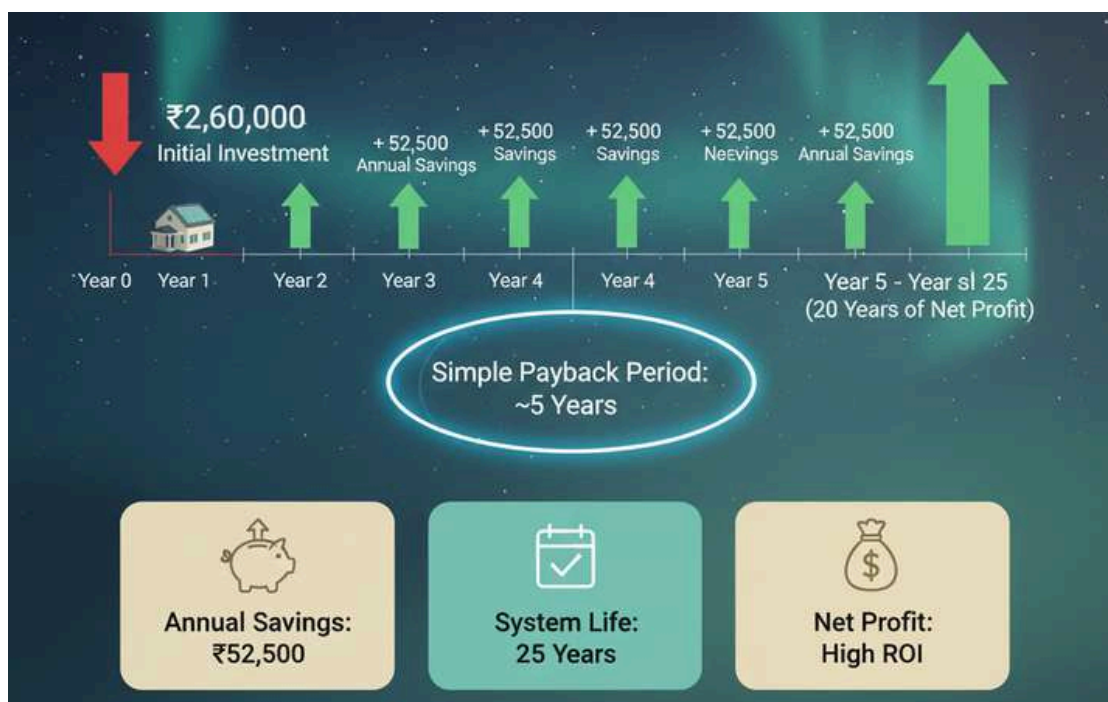 ₹2,60,000
Initial Investment
+ 52,500
Annual Savings
+ 52,500
Savings
+ 52,500
Savings
+ 52,500
Neevings
+ 52,500
Anrual Savings
Year 0
Year 1
Year 2
Year 3
Year 4
Year 4
Year 5
Year 5 - Year sl 25
(20 Years of Net Profit)
Simple Payback Period:
~5 Years
Annual Savings:
₹52,500
System Life:
25 Years
$
Net Profit:
High ROI